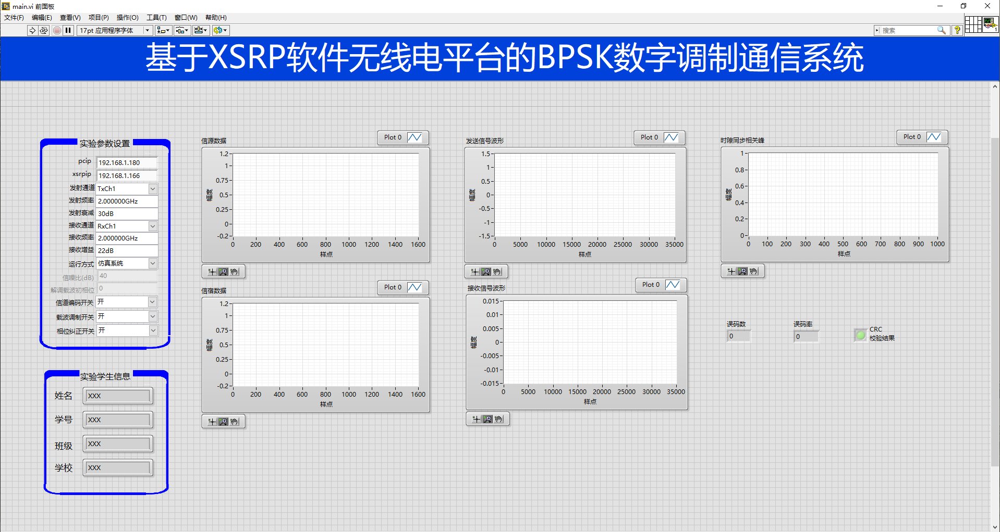 main.vi 前面板
文件(F) 编辑(E) 查看(V) 项目(P) 操作(O) 工具(T) 窗口(W) 帮助(H)
17pt 应用程序字体
搜索
?
1
基于XSRP软件无线电平台的BPSK数字调制通信系统
实验参数设置
pcip 192.168.1.180
xsrpip 192.168.1.166
发射通道 TxCh1
发射频率 2.000000GHz
发射衰减 30dB
接收通道 RxCh1
接收频率 2.000000GHz
接收增益 22dB
运行方式 仿真系统
信噪比(dB) 40
解调载波初相位 0
信道编码开关 开
载波调制开关 开
相位纠正开关 开
实验学生信息
姓名 XXX
学号 XXX
班级 XXX
学校 XXX
信源数据
Plot 0
幅度
1.2
1
0.75
0.5
0.25
0
-0.2
0 200 400 600 800 1000 1200 1400 1600
样点
信宿数据
Plot 0
幅度
1.2
1
0.75
0.5
0.25
0
-0.2
0 200 400 600 800 1000 1200 1400 1600
样点
发送信号波形
Plot 0
幅度
1.5
1
0.5
0
-0.5
-1
-1.5
0 5000 10000 15000 20000 25000 30000 35000
样点
接收信号波形
Plot 0
幅度
0.015
0.01
0.005
0
-0.005
-0.01
-0.015
0 5000 10000 15000 20000 25000 30000 35000
样点
时隙同步相关峰
Plot 0
幅度
1
0.8
0.6
0.4
0.2
0
0 100 200 300 400 500 600 700 800 900 1000
样点
误码数
0
误码率
0
CRC
校验结果